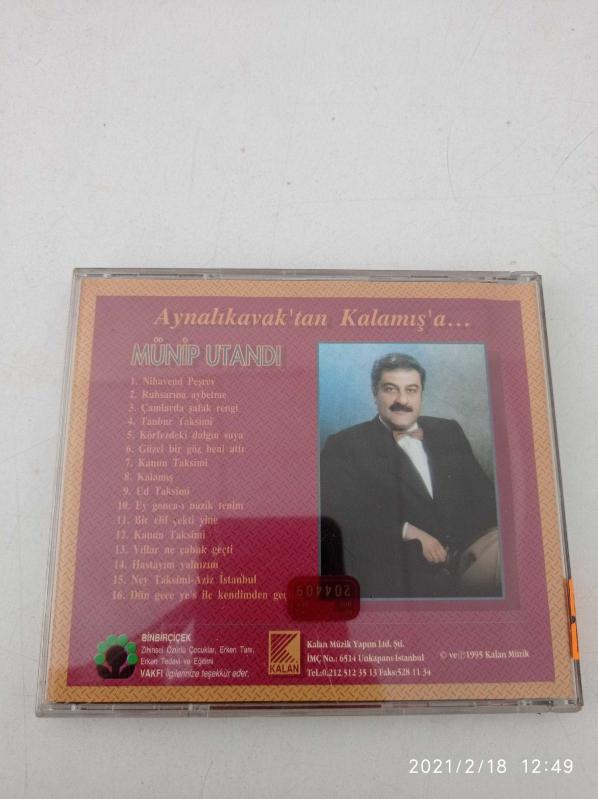 Aynalıkavak'tan Kalamış'a...
MÜNİP UTANDI
1. Nihavend Peşrev
2. Ruhsarına aybetme
3. Çamlarda şafak rengi
4. Tanbur Taksimi
5. Körfezdeki dalgın suya
6. Güzel bir göz beni attı
7. Kanun Taksimi
8. Kalamış
9. Ud Taksimi
10. Ey gonca-ı nazik tenim
11. Bir elif çekti yine
12. Kanun Taksimi
13. Yıllar ne çabuk geçti
14. Hastayım yalnızım
15. Ney Taksimi-Aziz İstanbul
16. Dün gece ye's ile kendimden geç
204409
BİNBİRÇİÇEK
Zihinsel Özürlü Çocuklar, Erken Tanı,
Erken Tedavi ve Eğitimi
VAKFI ilgilerinize teşekkür eder.
KALAN
Kalan Müzik Yapım Ltd. Şti.
İMÇ No.: 6514 Unkapanı-İstanbul
Tel.:0.212 512 35 13 Faks:528 11 34
© ve ℗ 1995 Kalan Müzik
2021/2/18 12:49